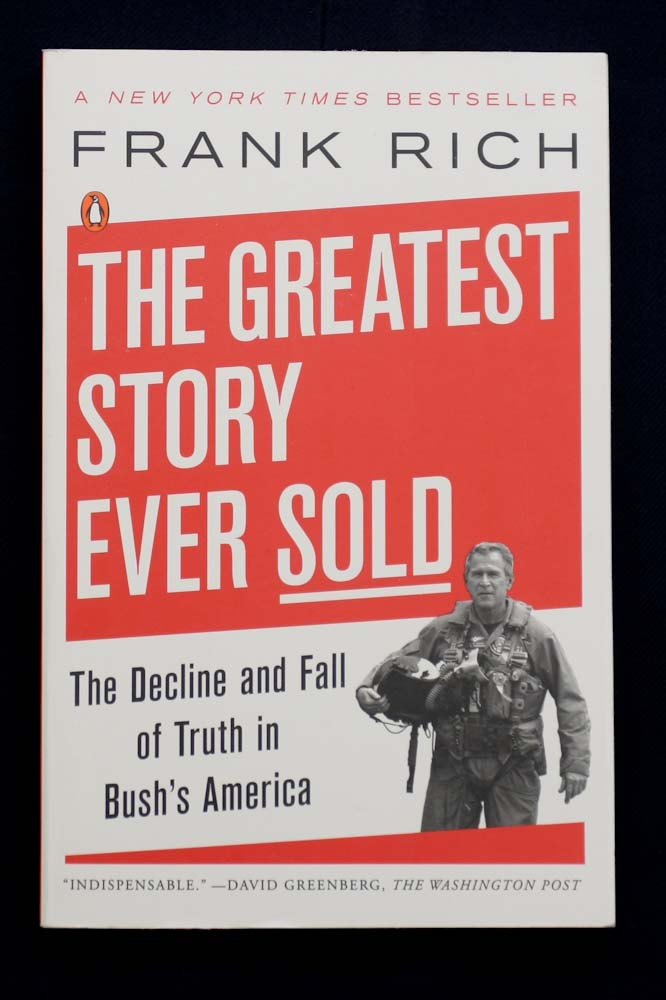 A NEW YORK TIMES BESTSELLER
FRANK RICH
THE GREATEST
STORY
EVER SOLD
The Decline and Fall
of Truth in
Bush's America
"INDISPENSABLE." —DAVID GREENBERG, THE WASHINGTON POST